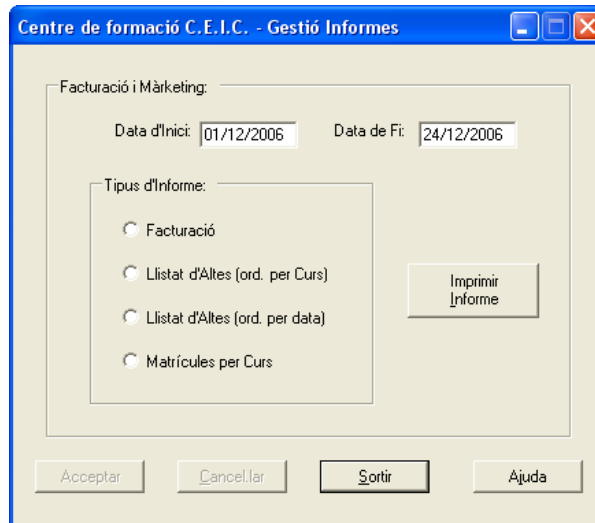 Centre de formació C.E.I.C. - Gestió Informes
Facturació i Màrketing:
Data d'Inici: 01/12/2006 Data de Fi: 24/12/2006
Tipus d'Informe:
Facturació
Llistat d'Altes (ord. per Curs)
Llistat d'Altes (ord. per data)
Matrícules per Curs
Imprimir
Informe
Acceptar Cancel.lar Sortir Ajuda